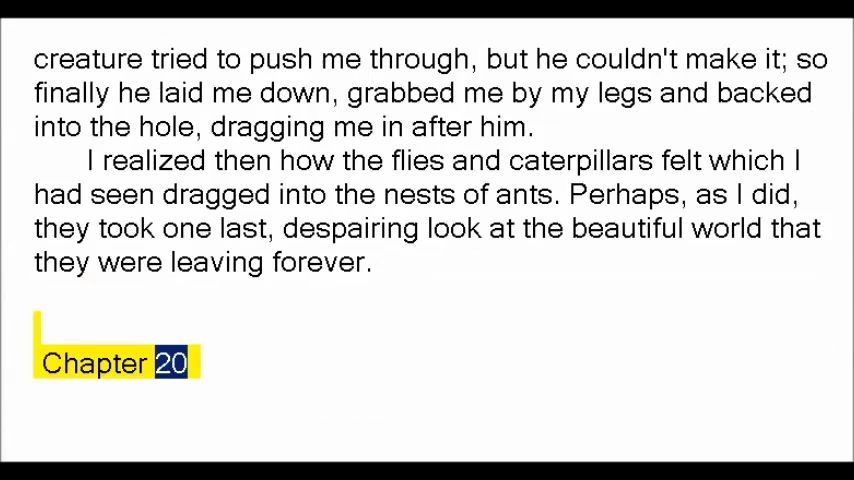 creature tried to push me through, but he couldn't make it; so
finally he laid me down, grabbed me by my legs and backed
into the hole, dragging me in after him.
I realized then how the flies and caterpillars felt which I
had seen dragged into the nests of ants. Perhaps, as I did,
they took one last, despairing look at the beautiful world that
they were leaving forever.
Chapter 20